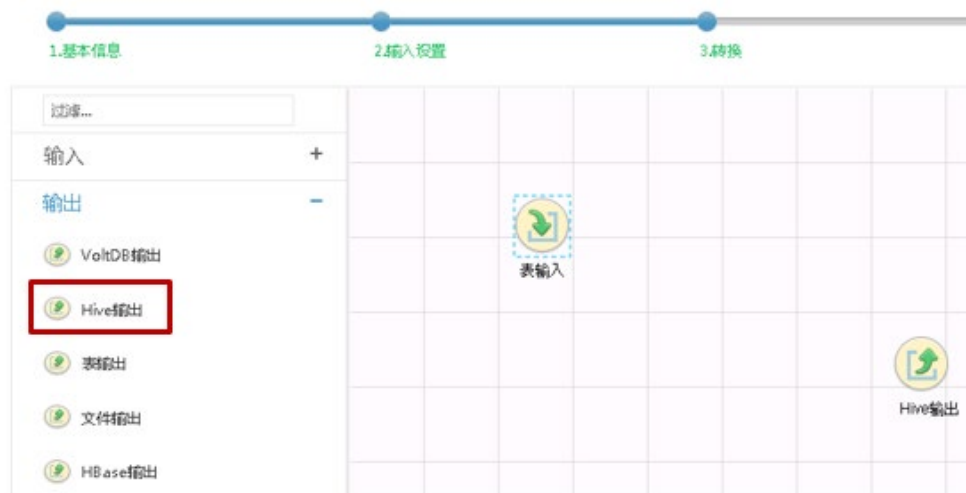 1.基本信息
2.输入设置
3.转换
过滤...
输入 +
输出 −
VoltDB输出
Hive输出
表输出
文件输出
HBase输出
表输入
Hive输出